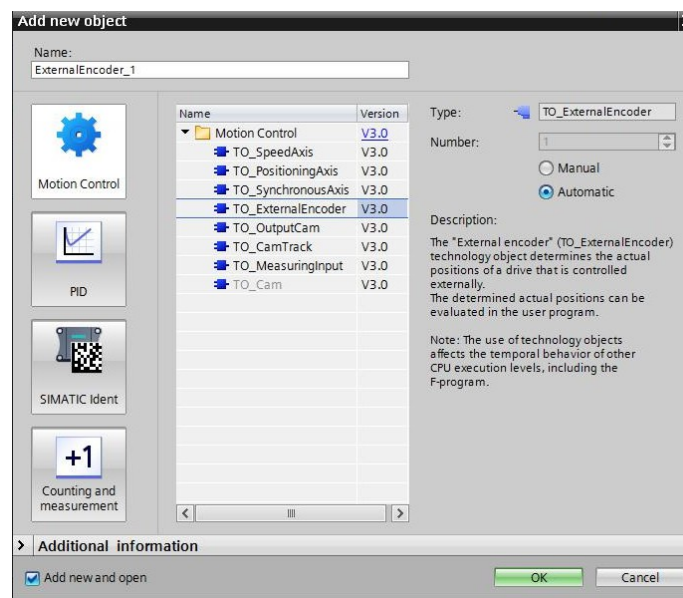 Add new object
Name:
ExternalEncoder_1
Motion Control
PID
SIMATIC Ident
+1
Counting and
measurement
Name Version
Motion Control V3.0
TO_SpeedAxis V3.0
TO_PositioningAxis V3.0
TO_SynchronousAxis V3.0
TO_ExternalEncoder V3.0
TO_OutputCam V3.0
TO_CamTrack V3.0
TO_MeasuringInput V3.0
TO_Cam V3.0
Type: TO_ExternalEncoder
Number: 1
Manual
Automatic
Description:
The "External encoder" (TO_ExternalEncoder)
technology object determines the actual
positions of a drive that is controlled
externally.
The determined actual positions can be
evaluated in the user program.
Note: The use of technology objects
affects the temporal behavior of other
CPU execution levels, including the
F-program.
Additional information
Add new and open
OK Cancel